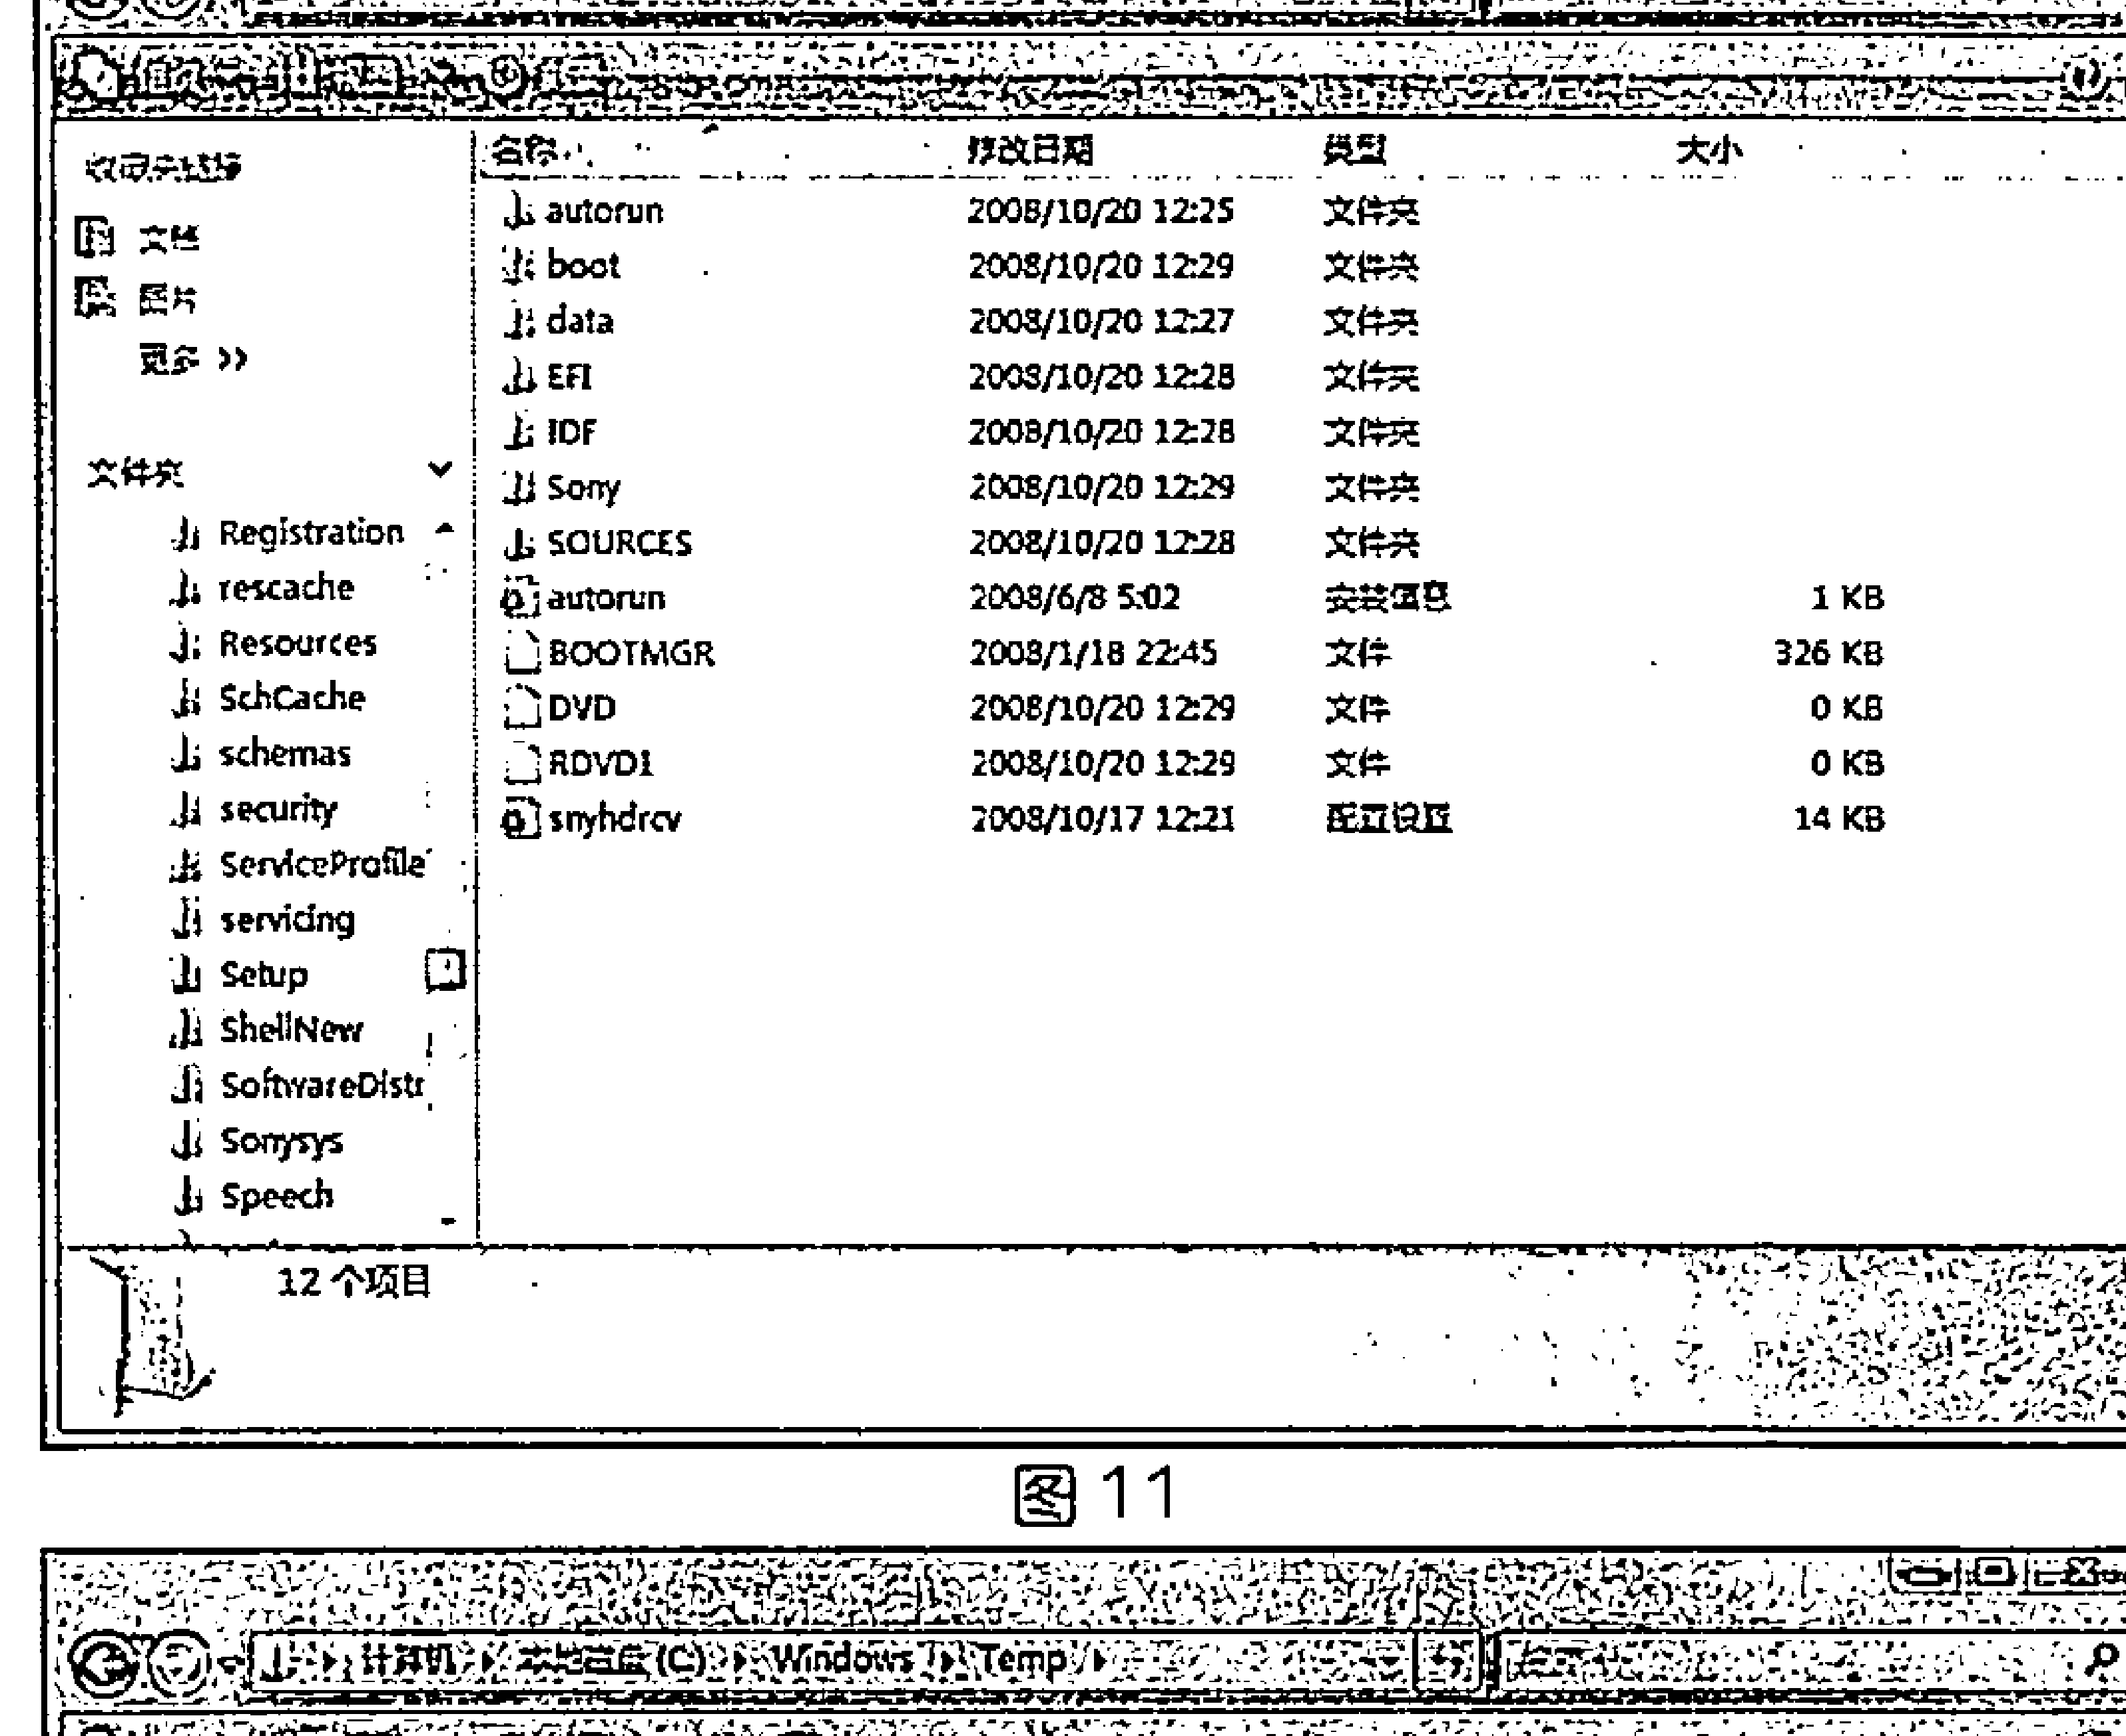 名称 修改日期 类型 大小
收藏夹链接
文档
图片
更多 >>
文件夹
Registration
rescache
Resources
SchCache
schemas
security
ServiceProfile
servicing
Setup
ShellNew
SoftwareDistr
Sonysys
Speech
autorun 2008/10/20 12:25 文件夹
boot 2008/10/20 12:29 文件夹
data 2008/10/20 12:27 文件夹
EFI 2008/10/20 12:28 文件夹
IDF 2008/10/20 12:28 文件夹
Sony 2008/10/20 12:29 文件夹
SOURCES 2008/10/20 12:28 文件夹
autorun 2008/6/8 5:02 安装信息 1 KB
BOOTMGR 2008/1/18 22:45 文件 326 KB
DVD 2008/10/20 12:29 文件 0 KB
RDVD1 2008/10/20 12:29 文件 0 KB
snyhdrcv 2008/10/17 12:21 配置设置 14 KB
12 个项目
图 11
计算机 (C) Windows Temp